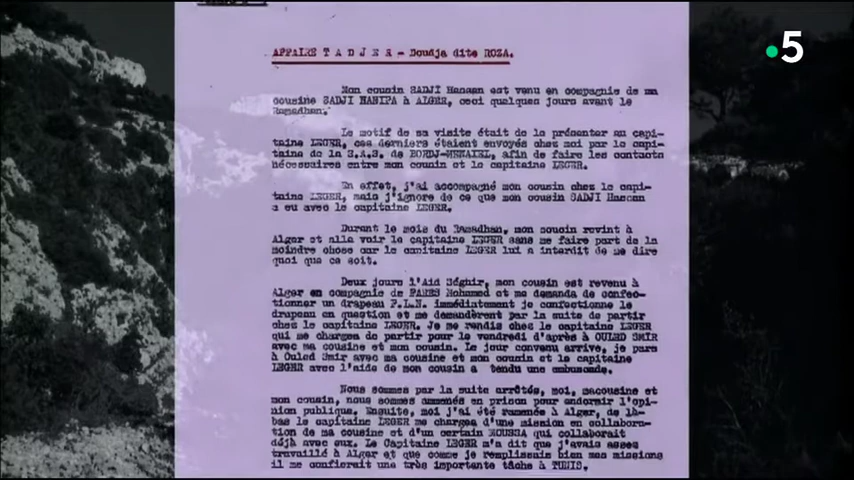 5
AFFAIRE TADJER - Doudja dite ROZA.
Mon cousin SADJI Hassan est venu en compagnie de ma
cousine SADJI HANIFA à ALGER, ceci quelques jours avant le
Ramadhan.
Le motif de sa visite était de le présenter au capi-
taine LEGER, ces derniers étaient envoyés chez moi par le capi-
taine de la S.A.S. de BORDJ-MENAIEL, afin de faire les contacts
nécessaires entre mon cousin et le capitaine LEGER.
En effet, j'ai accompagné mon cousin chez le capi-
taine LEGER, mais j'ignore de ce que mon cousin SADJI Hassan
a eu avec le capitaine LEGER.
Durant le mois du Ramadhan, mon cousin revint à
Alger et alla voir le capitaine LEGER sans me faire part de la
moindre chose car le capitaine LEGER lui a interdit de me dire
quoi que ce soit.
Deux jours l'Aid Séghir, mon cousin est revenu à
Alger en compagnie de FARES Mohamed et me demanda de confec-
tionner un drapeau F.L.N. immédiatement je confectionne le
drapeau en question et me demandèrent par la suite de partir
chez le capitaine LEGER. Je me rendis chez le capitaine LEGER
qui me chargea de partir pour le vendredi d'après à OULED SMIR
avec ma cousine et mon cousin. Le jour convenu arrive, je pars
à Ouled Smir avec ma cousine et mon cousin et le capitaine
LEGER avec l'aide de mon cousin a tendu une embuscade.
Nous sommes par la suite arrêtés, moi, macousine et
mon cousin, nous sommes amménés en prison pour endormir l'opi-
nion publique. Ensuite, moi j'ai été ramenée à Alger, de là-
bas le capitaine LEGER me chargea d'une mission en collabora-
tion de ma cousine et d'un certain MOUSSA qui collaborait
déjà avec eux. Le Capitaine LEGER m'a dit que j'avais assez
travaillé à Alger et que comme je remplissais bien mes missions
il me confierait une très importante tâche à TUNIS.